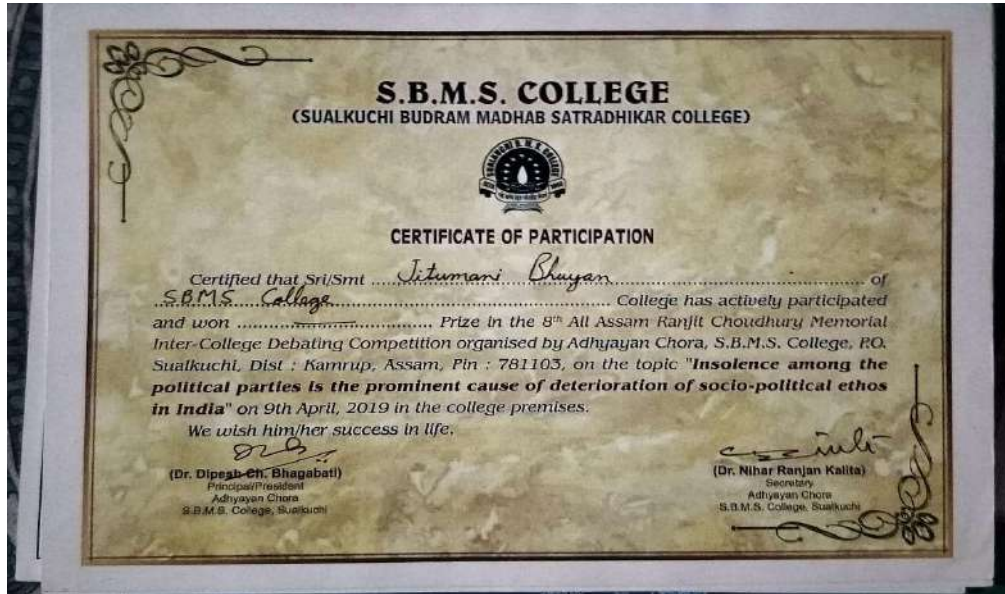 S.B.M.S. COLLEGE
(SUALKUCHI BUDRAM MADHAB SATRADHIKAR COLLEGE)
CERTIFICATE OF PARTICIPATION
Certified that Sri/Smt ....Jitumani Bhuyan.... of
SBMS College.... College has actively participated
and won .................................. Prize in the 8th All Assam Ranjit Choudhury Memorial
Inter-College Debating Competition organised by Adhyayan Chora, S.B.M.S. College, P.O.
Sualkuchi, Dist : Kamrup, Assam, Pin : 781103, on the topic "Insolence among the
political parties is the prominent cause of deterioration of socio-political ethos
in India" on 9th April, 2019 in the college premises.
We wish him/her success in life.
(Dr. Dipesh Ch. Bhagabati)
Principal/President
Adhyayan Chora
S.B.M.S. College, Sualkuchi
(Dr. Nihar Ranjan Kalita)
Secretary
Adhyayan Chora
S.B.M.S. College, Sualkuchi